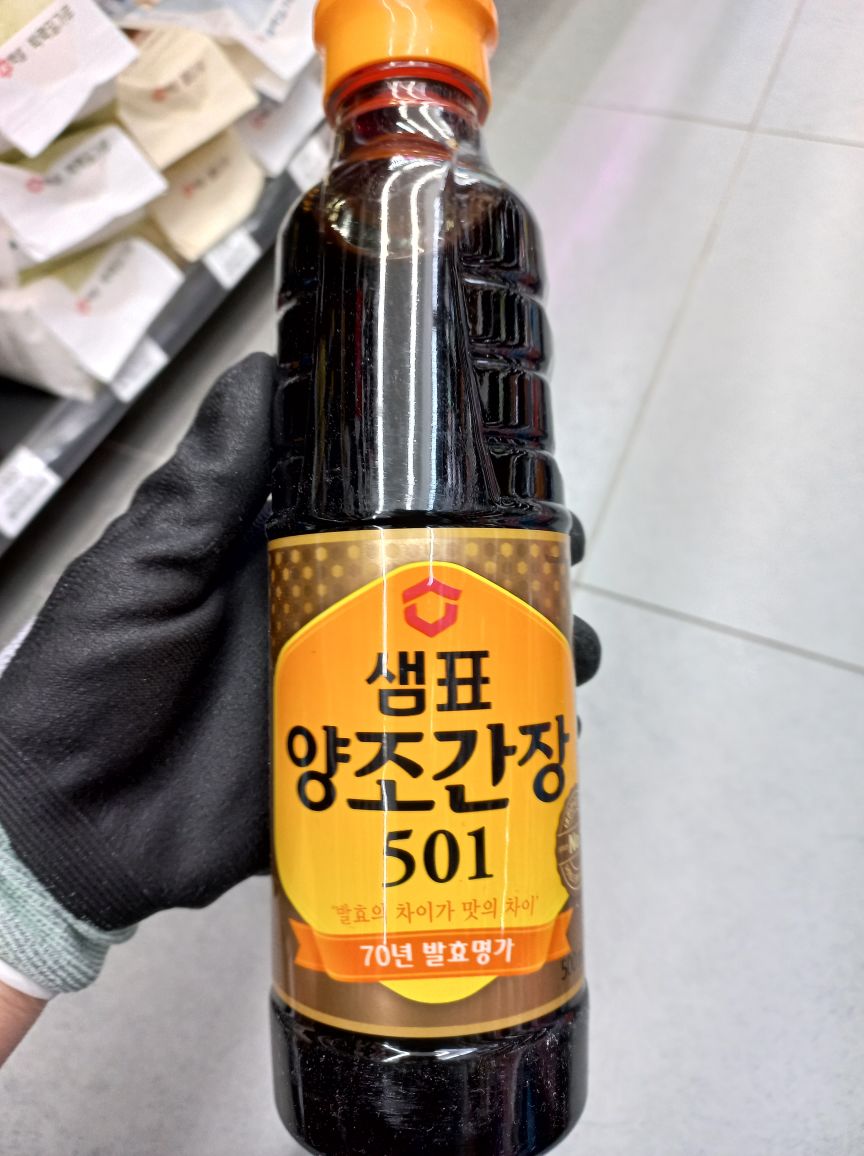 샘표
양조간장
501
"발효의 차이가 맛의 차이"
70년 발효명가